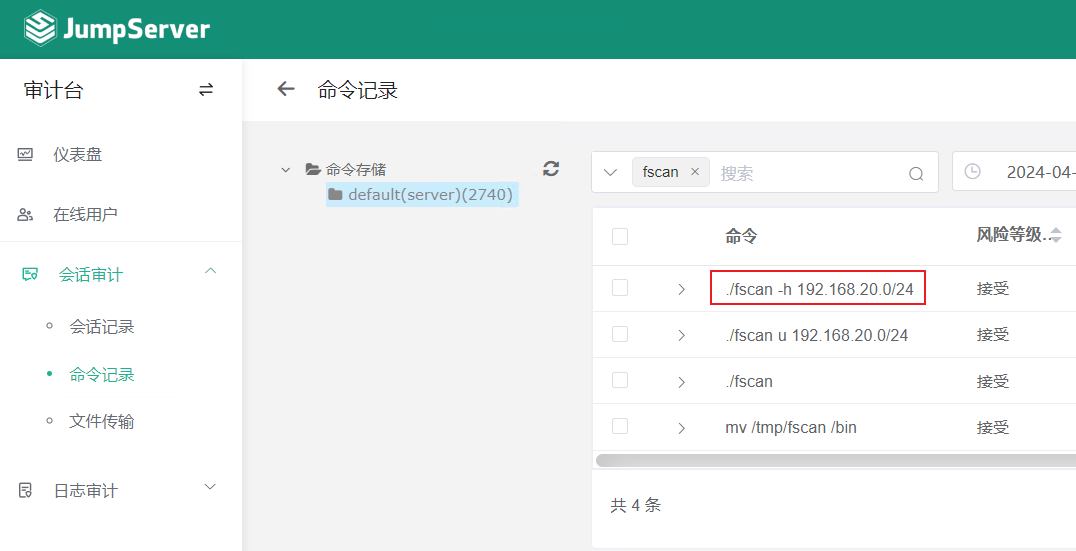 JumpServer
审计台
命令记录
仪表盘
在线用户
会话审计
会话记录
命令记录
文件传输
日志审计
命令存储
default(server)(2740)
fscan × 搜索
2024-04-
命令 风险等级..
./fscan -h 192.168.20.0/24 接受
./fscan u 192.168.20.0/24 接受
./fscan 接受
mv /tmp/fscan /bin 接受
共 4 条